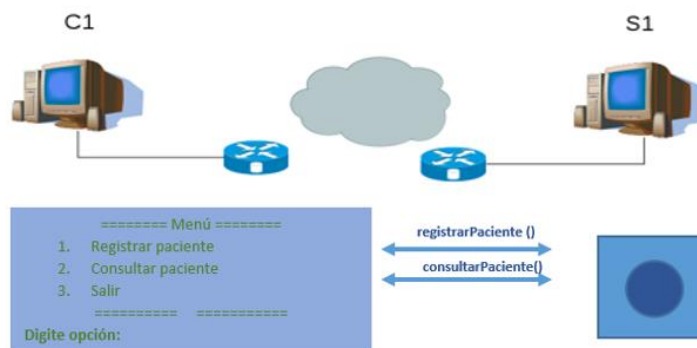 C1
S1
======== Menú ========
1. Registrar paciente
2. Consultar paciente
3. Salir
========== ===========
Digite opción:
registrarPaciente ()
consultarPaciente()